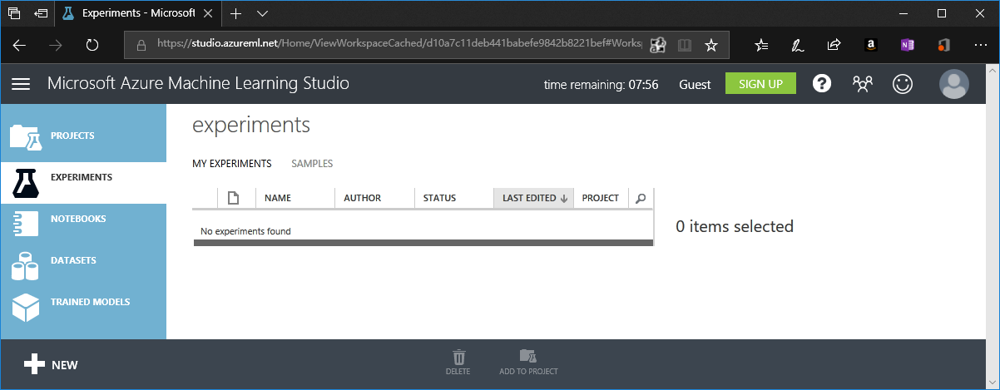 Experiments - Microsoft
https://studio.azureml.net/Home/ViewWorkspaceCached/d10a7c11deb441babefe9842b8221bef#Works
Microsoft Azure Machine Learning Studio
time remaining: 07:56
Guest
SIGN UP
?
PROJECTS
EXPERIMENTS
NOTEBOOKS
DATASETS
TRAINED MODELS
experiments
MY EXPERIMENTS
SAMPLES
NAME
AUTHOR
STATUS
LAST EDITED
PROJECT
No experiments found
0 items selected
NEW
DELETE
ADD TO PROJECT